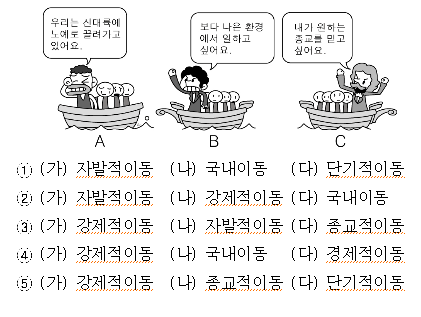 우리는 신대륙에
노예로 끌려가고
있어요.
보다 나은 환경
에서 일하고
싶어요.
내가 원하는
종교를 믿고
싶어요.
A B C
① (가) 자발적이동 (나) 국내이동 (다) 단기적이동
② (가) 자발적이동 (나) 강제적이동 (다) 국내이동
③ (가) 강제적이동 (나) 자발적이동 (다) 종교적이동
④ (가) 강제적이동 (나) 국내이동 (다) 경제적이동
⑤ (가) 강제적이동 (나) 종교적이동 (다) 단기적이동